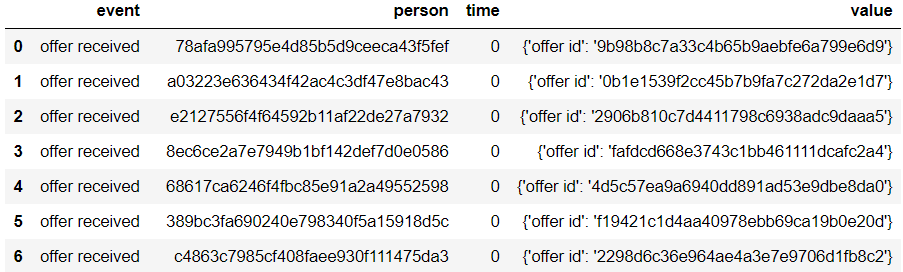 event person time value
0 offer received 78afa995795e4d85b5d9ceeca43f5fef 0 {'offer id': '9b98b8c7a33c4b65b9aebfe6a799e6d9'}
1 offer received a03223e636434f42ac4c3df47e8bac43 0 {'offer id': '0b1e1539f2cc45b7b9fa7c272da2e1d7'}
2 offer received e2127556f4f64592b11af22de27a7932 0 {'offer id': '2906b810c7d4411798c6938adc9daaa5'}
3 offer received 8ec6ce2a7e7949b1bf142def7d0e0586 0 {'offer id': 'fafdcd668e3743c1bb461111dcafc2a4'}
4 offer received 68617ca6246f4fbc85e91a2a49552598 0 {'offer id': '4d5c57ea9a6940dd891ad53e9dbe8da0'}
5 offer received 389bc3fa690240e798340f5a15918d5c 0 {'offer id': 'f19421c1d4aa40978ebb69ca19b0e20d'}
6 offer received c4863c7985cf408faee930f111475da3 0 {'offer id': '2298d6c36e964ae4a3e7e9706d1fb8c2'}